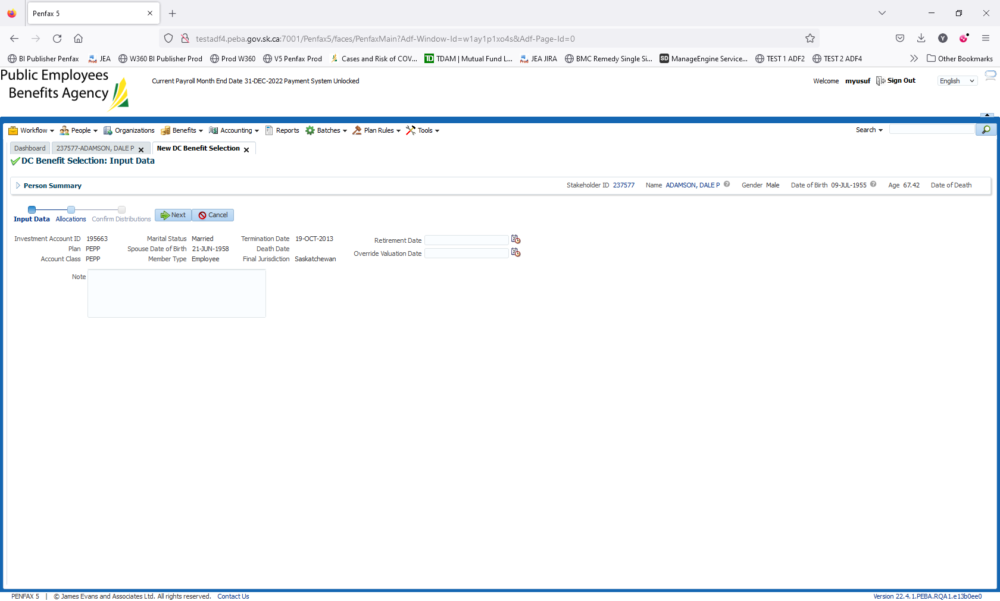 Penfax 5
testadf4.peba.gov.sk.ca:7001/Penfax5/faces/PenfaxMain?Adf-Window-Id=w1ay1p1xo4s&Adf-Page-Id=0
BI Publisher Penfax JEA W360 BI Publisher Prod Prod W360 V5 Penfax Prod Cases and Risk of COV... TD TDAM | Mutual Fund L... JEA JIRA BMC Remedy Single Si... SD ManageEngine Service... TEST 1 ADF2 TEST 2 ADF4 Other Bookmarks
Public Employees
Benefits Agency
Current Payroll Month End Date 31-DEC-2022 Payment System Unlocked
Welcome myusuf Sign Out English
Workflow People Organizations Benefits Accounting Reports Batches Plan Rules Tools Search
Dashboard 237577-ADAMSON, DALE P New DC Benefit Selection
DC Benefit Selection: Input Data
Person Summary Stakeholder ID 237577 Name ADAMSON, DALE P Gender Male Date of Birth 09-JUL-1955 Age 67.42 Date of Death
Input Data Allocations Confirm Distributions Next Cancel
Investment Account ID 195663 Marital Status Married Termination Date 19-OCT-2013 Retirement Date
Plan PEPP Spouse Date of Birth 21-JUN-1958 Death Date Override Valuation Date
Account Class PEPP Member Type Employee Final Jurisdiction Saskatchewan
Note
PENFAX 5 | © James Evans and Associates Ltd. All rights reserved. Contact Us Version 22.4.1.PEBA.RQA1.e13b0ee0